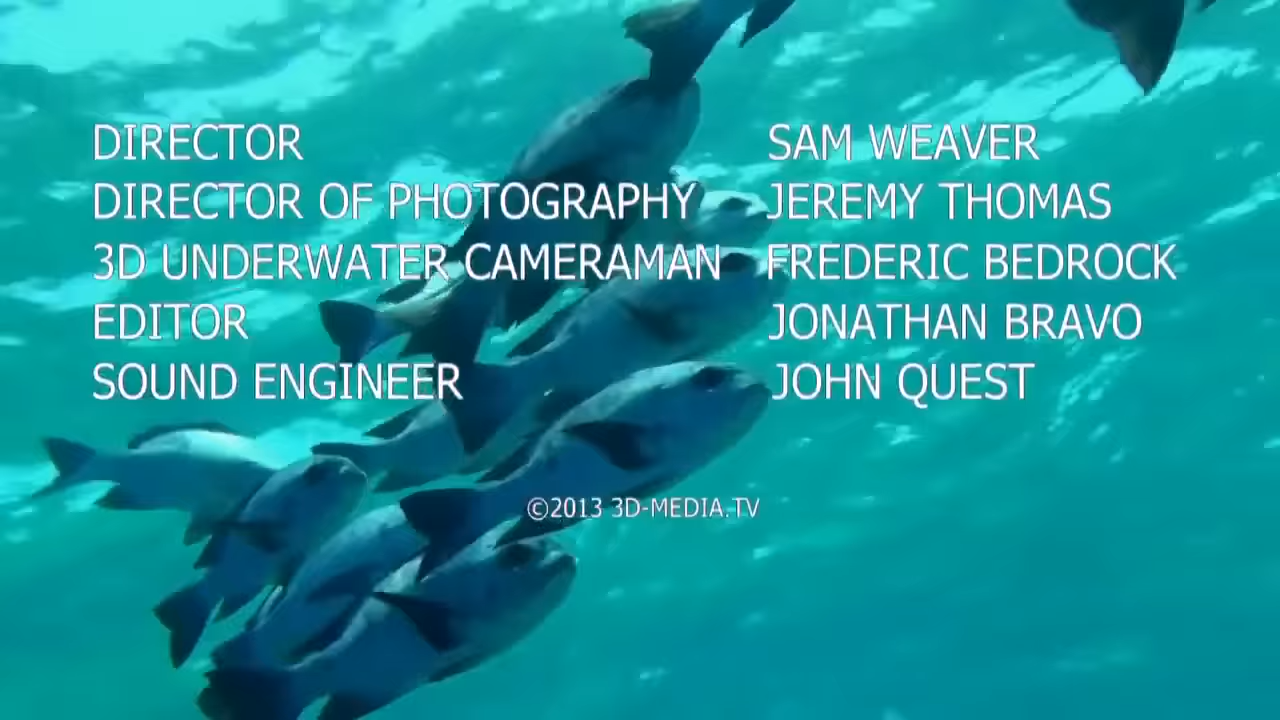 DIRECTOR SAM WEAVER
DIRECTOR OF PHOTOGRAPHY JEREMY THOMAS
3D UNDERWATER CAMERAMAN FREDERIC BEDROCK
EDITOR JONATHAN BRAVO
SOUND ENGINEER JOHN QUEST
©2013 3D-MEDIA.TV